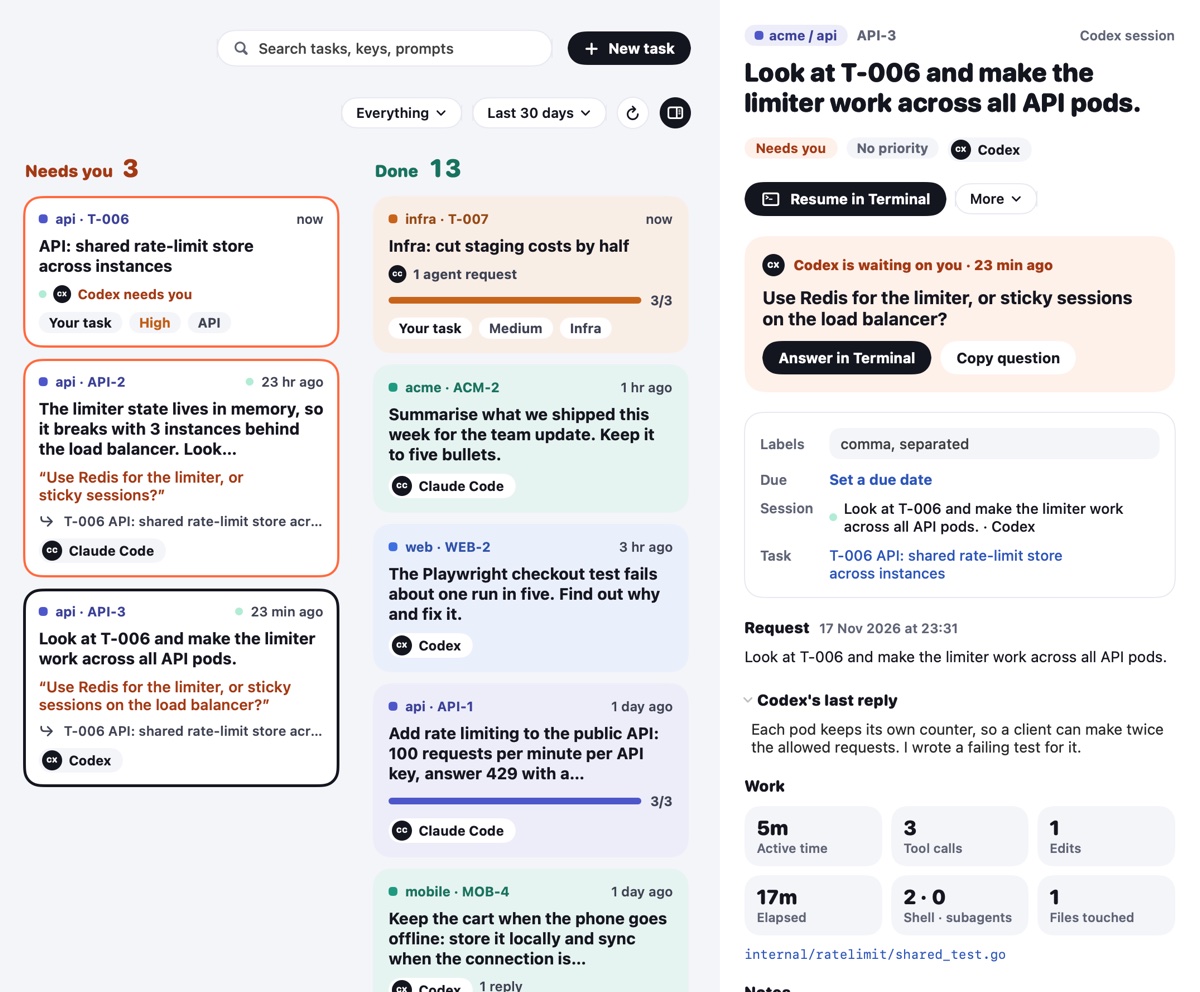 Search tasks, keys, prompts
+ New task
Everything
Last 30 days
Needs you 3
api · T-006 now
API: shared rate-limit store
across instances
cx Codex needs you
Your task High API
api · API-2 23 hr ago
The limiter state lives in memory, so
it breaks with 3 instances behind
the load balancer. Look...
“Use Redis for the limiter, or
sticky sessions?”
T-006 API: shared rate-limit store acr...
cc Claude Code
api · API-3 23 min ago
Look at T-006 and make the limiter
work across all API pods.
“Use Redis for the limiter, or sticky
sessions on the load balancer?”
T-006 API: shared rate-limit store acr...
cx Codex
Done 13
infra · T-007 now
Infra: cut staging costs by half
cc 1 agent request
3/3
Your task Medium Infra
acme · ACM-2 1 hr ago
Summarise what we shipped this
week for the team update. Keep it
to five bullets.
cc Claude Code
web · WEB-2 3 hr ago
The Playwright checkout test fails
about one run in five. Find out why
and fix it.
cx Codex
api · API-1 1 day ago
Add rate limiting to the public API:
100 requests per minute per API
key, answer 429 with a...
3/3
cc Claude Code
mobile · MOB-4 1 day ago
Keep the cart when the phone goes
offline: store it locally and sync
when the connection is...
cx Codex 1 reply
acme / api API-3 Codex session
Look at T-006 and make the
limiter work across all API pods.
Needs you No priority cx Codex
Resume in Terminal More
cx Codex is waiting on you · 23 min ago
Use Redis for the limiter, or sticky sessions
on the load balancer?
Answer in Terminal Copy question
Labels comma, separated
Due Set a due date
Session Look at T-006 and make the limiter work
across all API pods. · Codex
Task T-006 API: shared rate-limit store
across instances
Request 17 Nov 2026 at 23:31
Look at T-006 and make the limiter work across all API pods.
Codex's last reply
Each pod keeps its own counter, so a client can make twice
the allowed requests. I wrote a failing test for it.
Work
5m 3 1
Active time Tool calls Edits
17m 2 · 0 1
Elapsed Shell · subagents Files touched
internal/ratelimit/shared_test.go
Notes